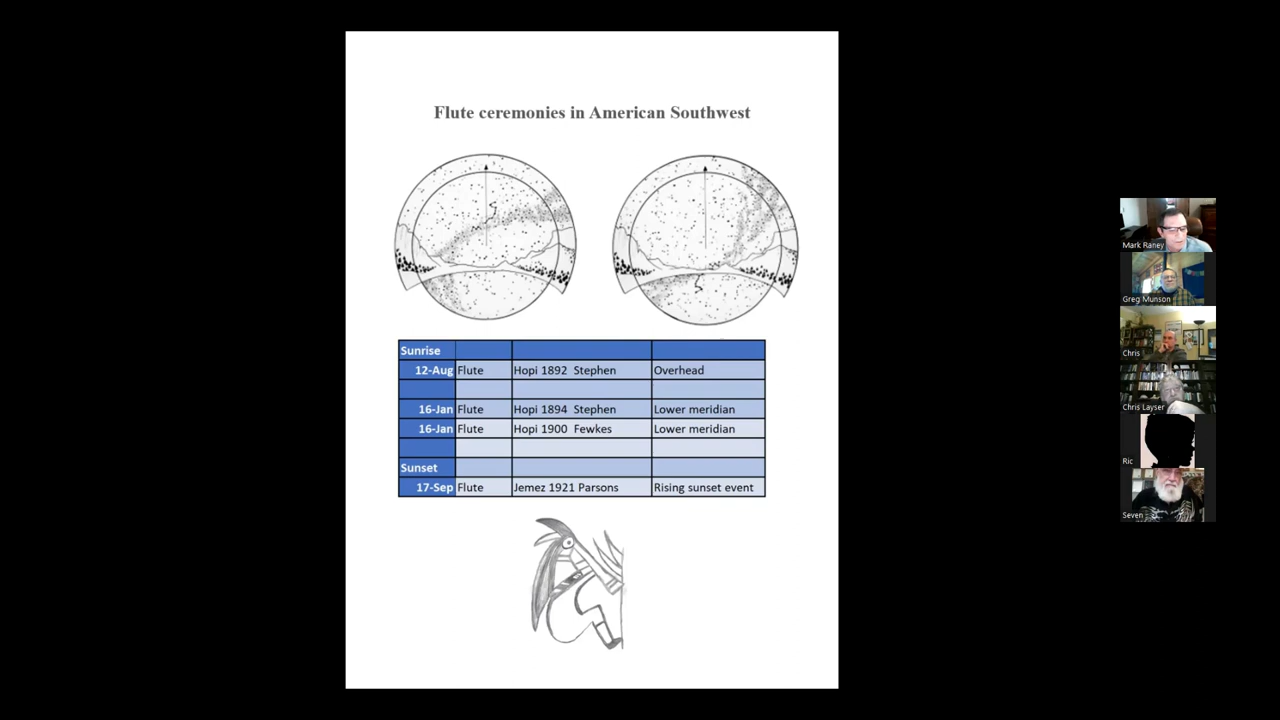 Flute ceremonies in American Southwest
Sunrise
12-Aug Flute Hopi 1892 Stephen Overhead
16-Jan Flute Hopi 1894 Stephen Lower meridian
16-Jan Flute Hopi 1900 Fewkes Lower meridian
Sunset
17-Sep Flute Jemez 1921 Parsons Rising sunset event
Mark Raney
Greg Munson
Chris
Chris Layser
Ric
Seven